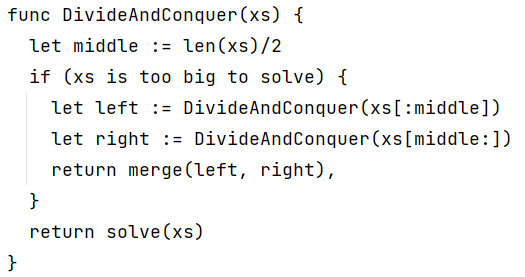 func DivideAndConquer(xs) {
  let middle := len(xs)/2
  if (xs is too big to solve) {
    let left := DivideAndConquer(xs[:middle])
    let right := DivideAndConquer(xs[middle:])
    return merge(left, right),
  }
  return solve(xs)
}